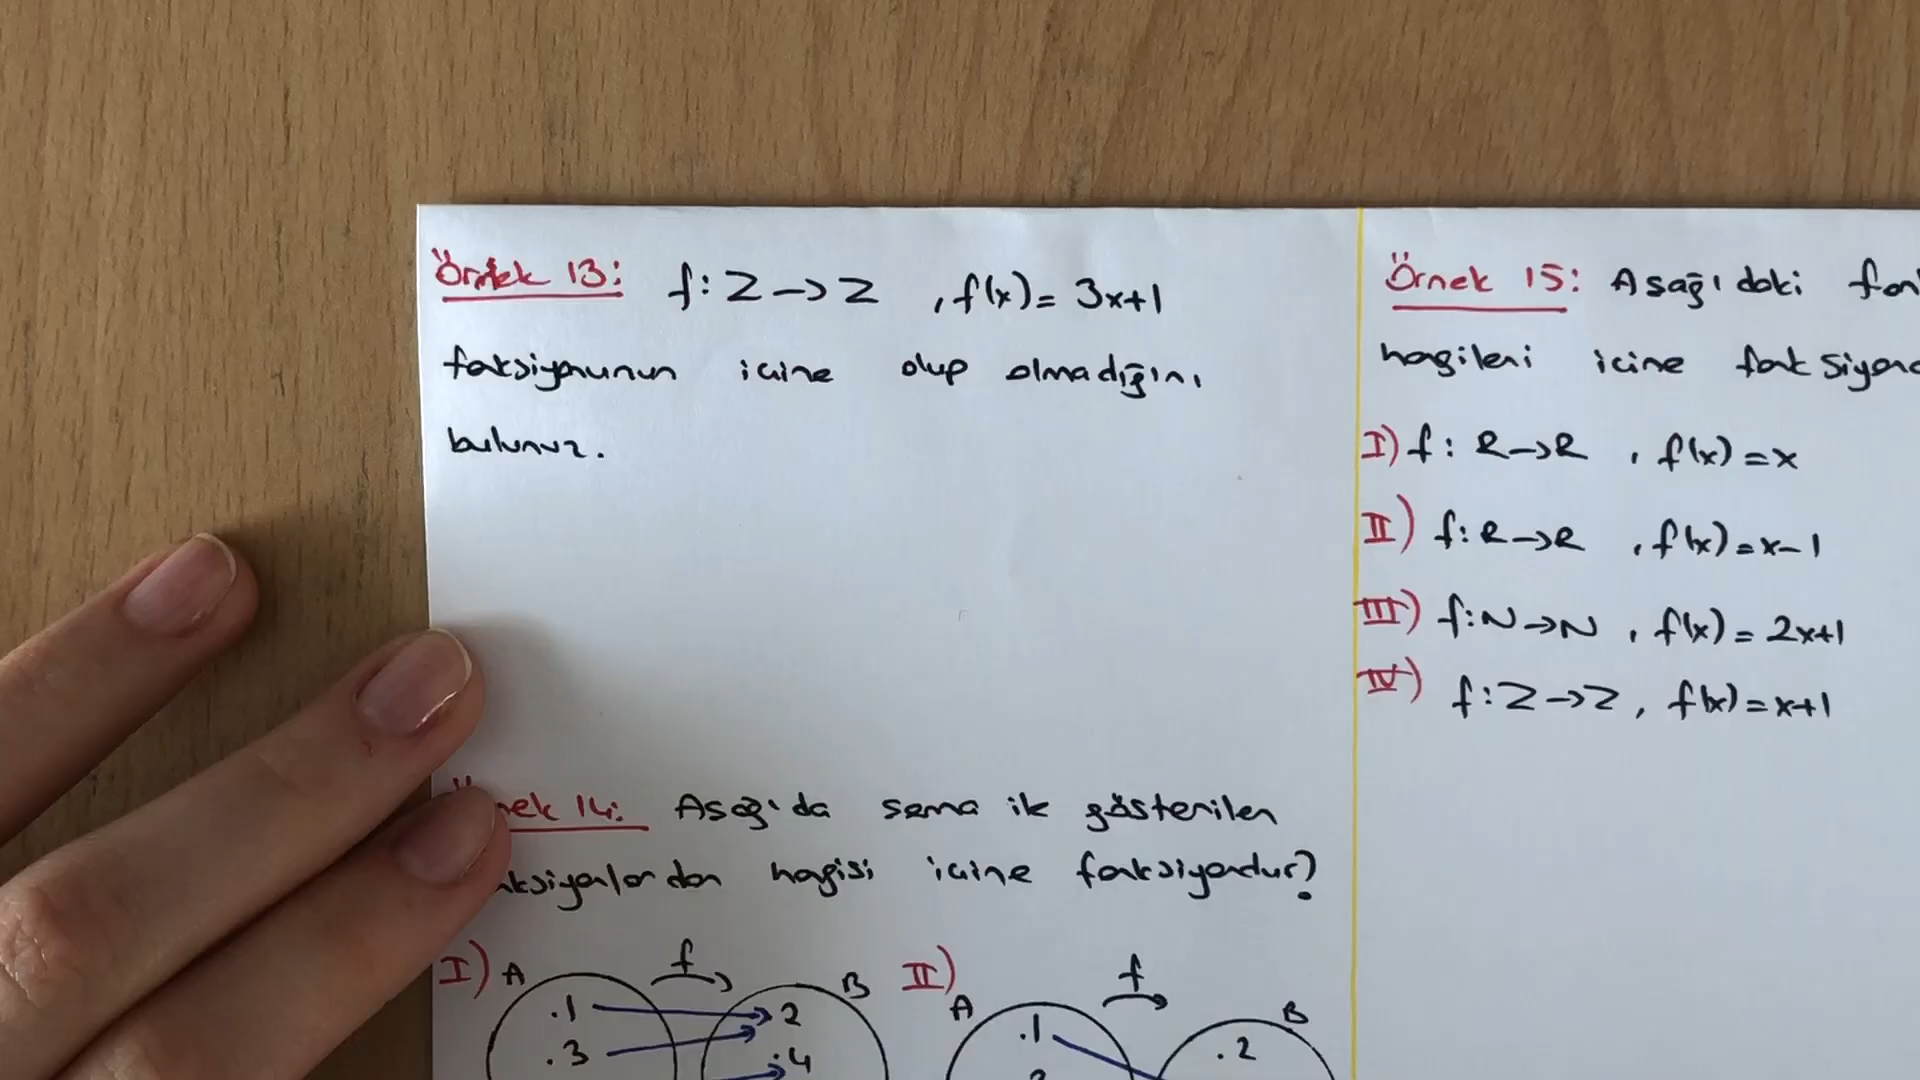 Örnek 13: f: Z → Z , f(x) = 3x+1
fonksiyonunun içine olup olmadığını
bulunuz.
nek 14: Aşağıda şema ile gösterilen
nksiyonlardan hangisi içine fonksiyondur?
I) A f B
.1 2
.3 .4
II) A f B
.1 .2
Örnek 15: Aşağıdaki fon
hangileri içine fonksiyond
I) f: R→R , f(x) = x
II) f: R→R , f(x) = x-1
III) f: N→N , f(x) = 2x+1
IV) f: Z→Z , f(x) = x+1